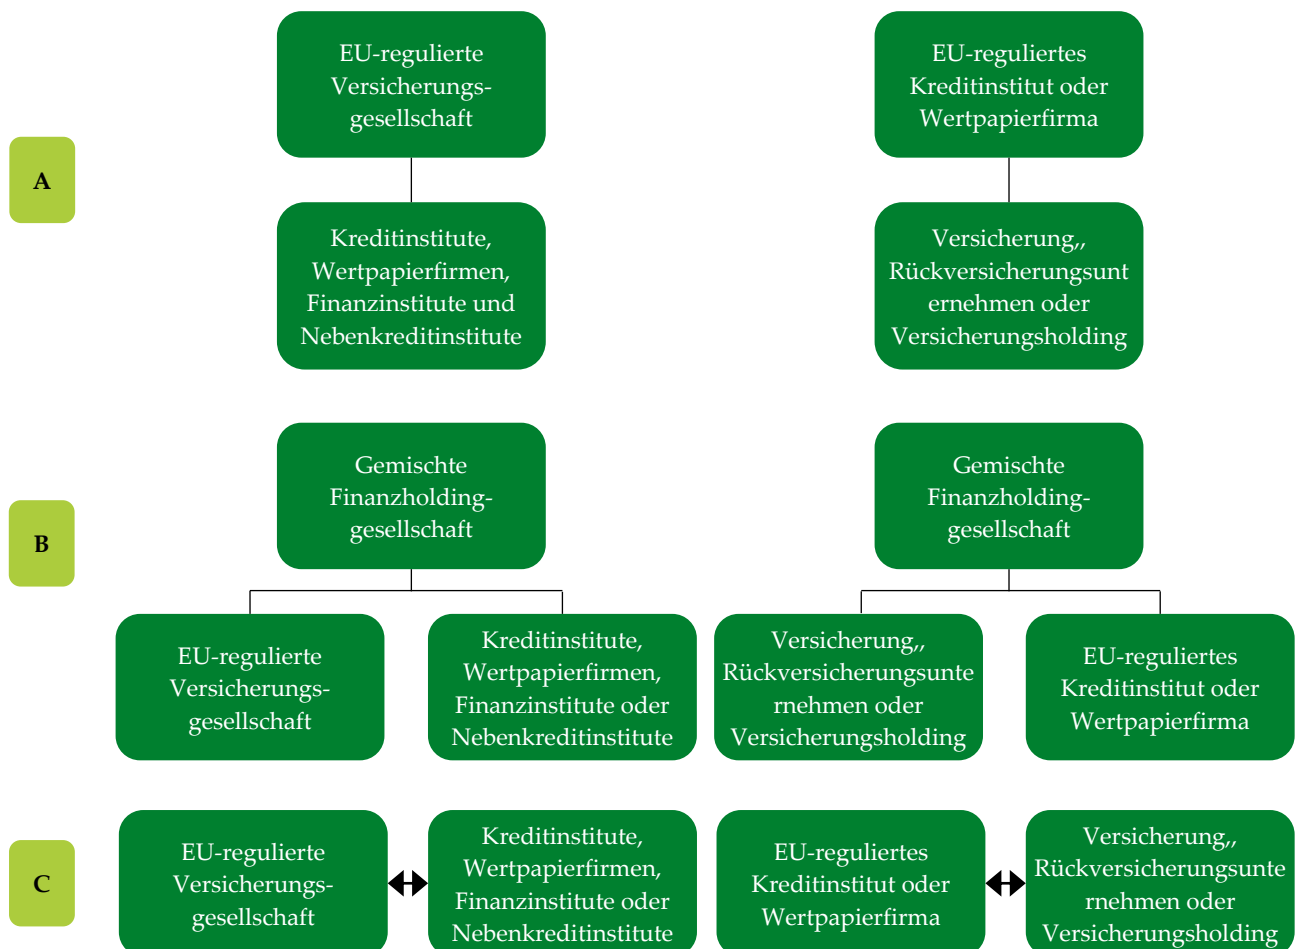 EU-regulierte
Versicherungs-
gesellschaft
EU-reguliertes
Kreditinstitut oder
Wertpapierfirma
A
Kreditinstitute,
Wertpapierfirmen,
Finanzinstitute und
Nebenkreditinstitute
Versicherung,,
Rückversicherungsunt
ernehmen oder
Versicherungsholding
Gemischte
Finanzholding-
gesellschaft
Gemischte
Finanzholding-
gesellschaft
B
EU-regulierte
Versicherungs-
gesellschaft
Kreditinstitute,
Wertpapierfirmen,
Finanzinstitute oder
Nebenkreditinstitute
Versicherung,,
Rückversicherungsunte
rnehmen oder
Versicherungsholding
EU-reguliertes
Kreditinstitut oder
Wertpapierfirma
C
EU-regulierte
Versicherungs-
gesellschaft
Kreditinstitute,
Wertpapierfirmen,
Finanzinstitute oder
Nebenkreditinstitute
EU-reguliertes
Kreditinstitut oder
Wertpapierfirma
Versicherung,,
Rückversicherungsunte
rnehmen oder
Versicherungsholding